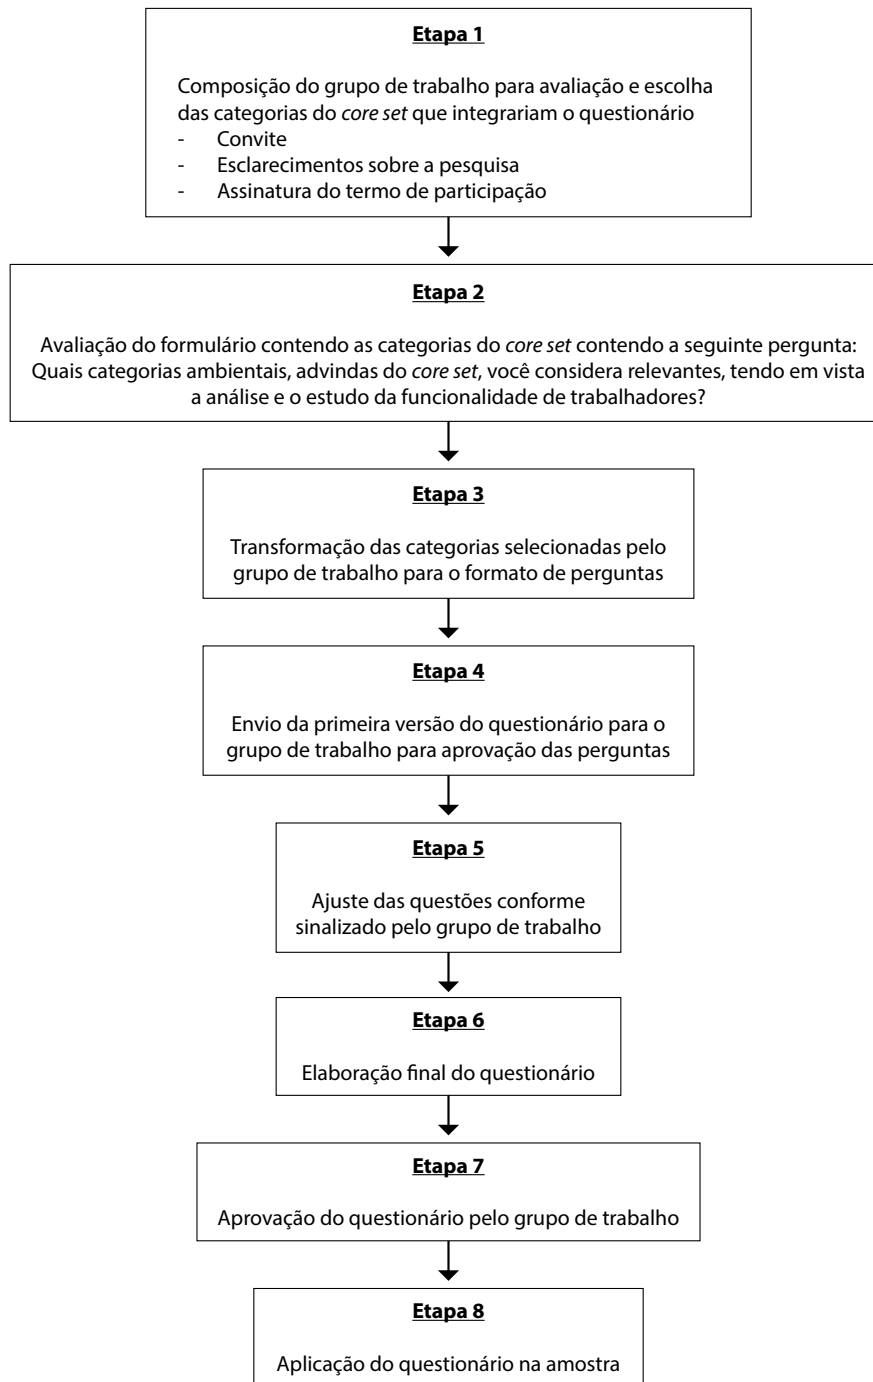 Etapa 1
Composição do grupo de trabalho para avaliação e escolha
das categorias do core set que integrariam o questionário
- Convite
- Esclarecimentos sobre a pesquisa
- Assinatura do termo de participação
Etapa 2
Avaliação do formulário contendo as categorias do core set contendo a seguinte pergunta:
Quais categorias ambientais, advindas do core set, você considera relevantes, tendo em vista
a análise e o estudo da funcionalidade de trabalhadores?
Etapa 3
Transformação das categorias selecionadas pelo
grupo de trabalho para o formato de perguntas
Etapa 4
Envio da primeira versão do questionário para o
grupo de trabalho para aprovação das perguntas
Etapa 5
Ajuste das questões conforme
sinalizado pelo grupo de trabalho
Etapa 6
Elaboração final do questionário
Etapa 7
Aprovação do questionário pelo grupo de trabalho
Etapa 8
Aplicação do questionário na amostra